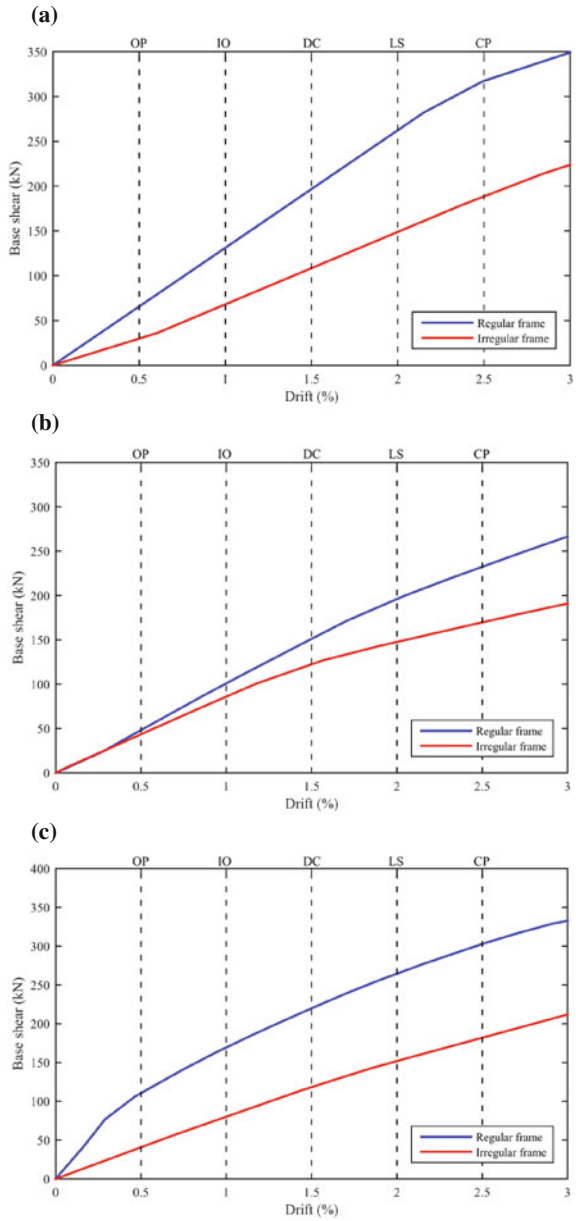 (a)
OP IO DC LS CP
350
300
250
200
150
100
50
0
Base shear (kN)
Regular frame
Irregular frame
0 0.5 1 1.5 2 2.5 3
Drift (%)
(b)
OP IO DC LS CP
350
300
250
200
150
100
50
0
Base shear (kN)
Regular frame
Irregular frame
0 0.5 1 1.5 2 2.5 3
Drift (%)
(c)
OP IO DC LS CP
400
350
300
250
200
150
100
50
0
Base shear (kN)
Regular frame
Irregular frame
0 0.5 1 1.5 2 2.5 3
Drift (%)